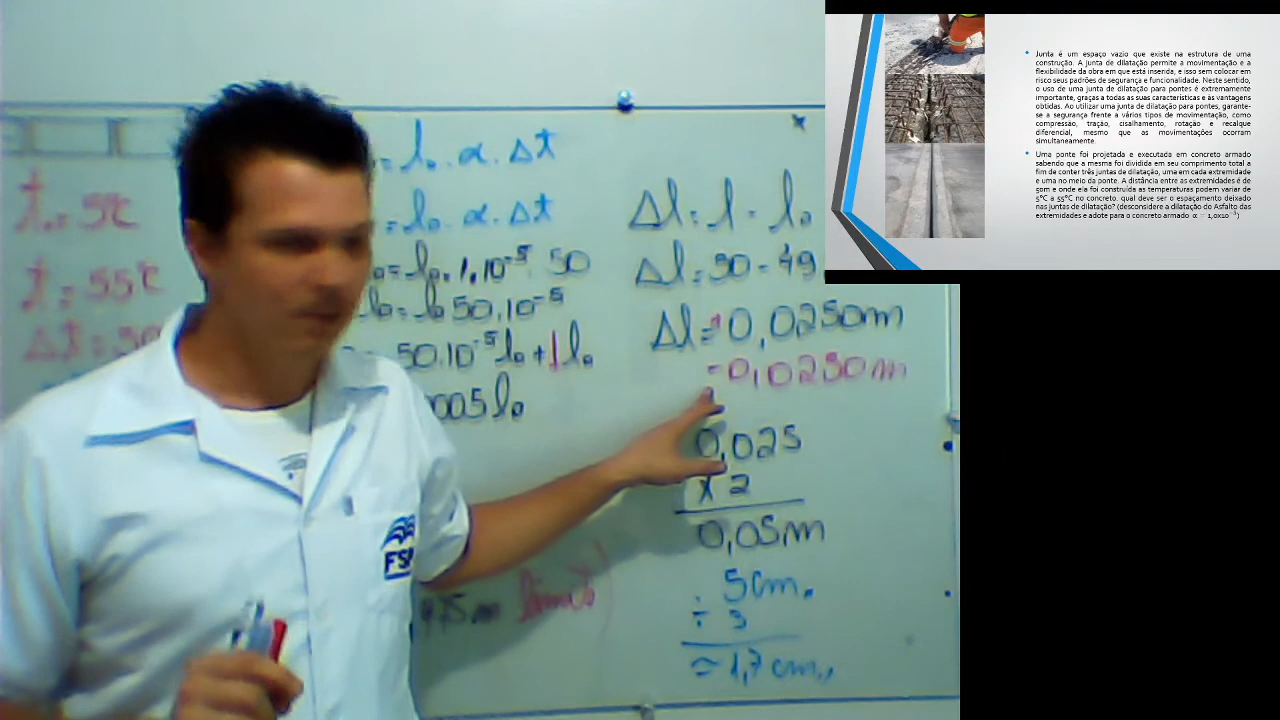 Junta é um espaço vazio que existe na estrutura de uma
construção. A junta de dilatação permite a movimentação e a
flexibilidade da obra em que está inserida, e isso sem colocar em
risco seus padrões de segurança e funcionalidade. Neste sentido,
o uso de uma junta de dilatação para pontes é extremamente
importante, graças a todas as suas características e às vantagens
obtidas. Ao utilizar uma junta de dilatação para pontes, garante-
se a segurança frente a vários tipos de movimentação, como
compressão, tração, cisalhamento, rotação e recalque
diferencial, mesmo que as movimentações ocorram
simultaneamente.
Uma ponte foi projetada e executada em concreto armado
sabendo que a mesma foi dividida em seu comprimento total a
fim de conter três juntas de dilatação, uma em cada extremidade
e uma no meio da ponte. A distância entre as extremidades é de
50m e onde ela foi construída as temperaturas podem variar de
5°C a 55°C no concreto. qual deve ser o espaçamento deixado
nas juntas de dilatação? (desconsidere a dilatação do Asfalto das
extremidades e adote para o concreto armado α = 1,0x10⁻⁵)
t₀ = 5°C
t = 55°C
Δt = 50
= l₀ . α . Δt
= l₀ . α . Δt
= l₀ . 1.10⁻⁵ . 50
= l₀ 50.10⁻⁵
50.10⁻⁵ l₀ + 1 l₀
005 l₀
Δl = l - l₀
Δl = 50 - 49
Δl = 0,0250m
= 0,0250m
0,025
x 2
0,05m
5cm.
÷ 3
≈ 1,7 cm.
975m